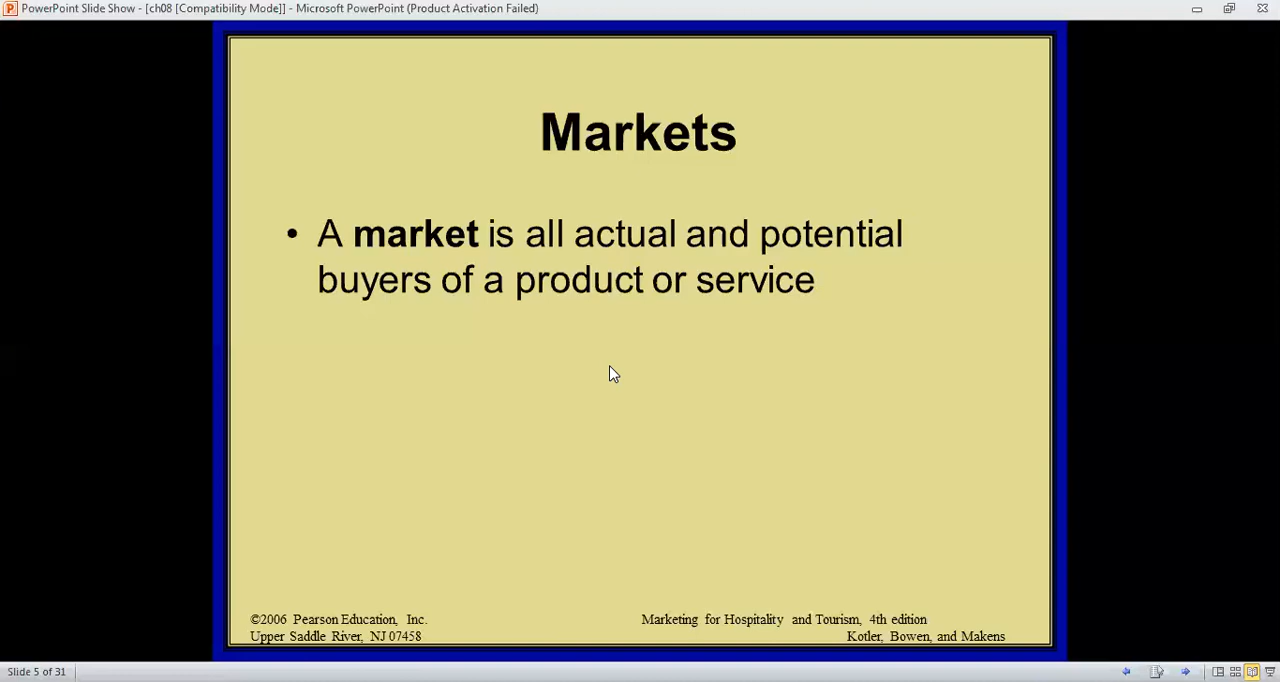 PowerPoint Slide Show - [ch08 [Compatibility Mode]] - Microsoft PowerPoint (Product Activation Failed)
Markets
• A market is all actual and potential
buyers of a product or service
©2006 Pearson Education, Inc.
Upper Saddle River, NJ 07458
Marketing for Hospitality and Tourism, 4th edition
Kotler, Bowen, and Makens
Slide 5 of 31